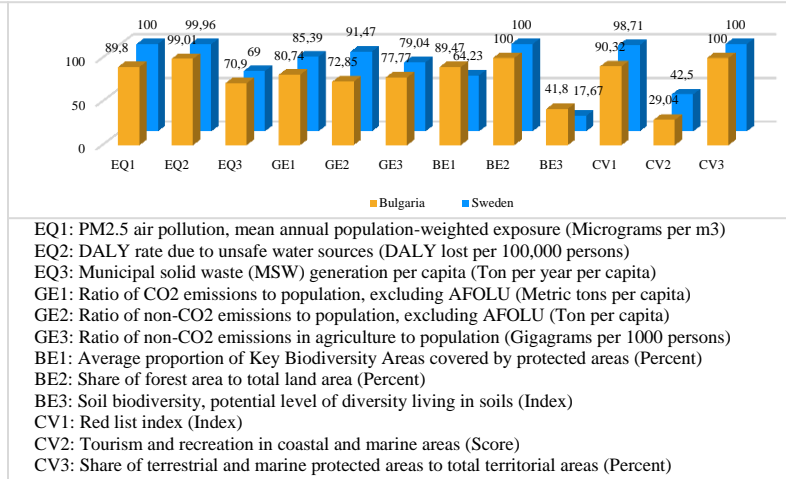 100 99,96 98,71 100 100
89,8 99,01 85,39 91,47 79,04 89,47 100 90,32 100
100 70,9 69 80,74 72,85 77,77 64,23
50 41,8 17,67 29,04 42,5
0
EQ1 EQ2 EQ3 GE1 GE2 GE3 BE1 BE2 BE3 CV1 CV2 CV3
Bulgaria Sweden
EQ1: PM2.5 air pollution, mean annual population-weighted exposure (Micrograms per m3)
EQ2: DALY rate due to unsafe water sources (DALY lost per 100,000 persons)
EQ3: Municipal solid waste (MSW) generation per capita (Ton per year per capita)
GE1: Ratio of CO2 emissions to population, excluding AFOLU (Metric tons per capita)
GE2: Ratio of non-CO2 emissions to population, excluding AFOLU (Ton per capita)
GE3: Ratio of non-CO2 emissions in agriculture to population (Gigagrams per 1000 persons)
BE1: Average proportion of Key Biodiversity Areas covered by protected areas (Percent)
BE2: Share of forest area to total land area (Percent)
BE3: Soil biodiversity, potential level of diversity living in soils (Index)
CV1: Red list index (Index)
CV2: Tourism and recreation in coastal and marine areas (Score)
CV3: Share of terrestrial and marine protected areas to total territorial areas (Percent)